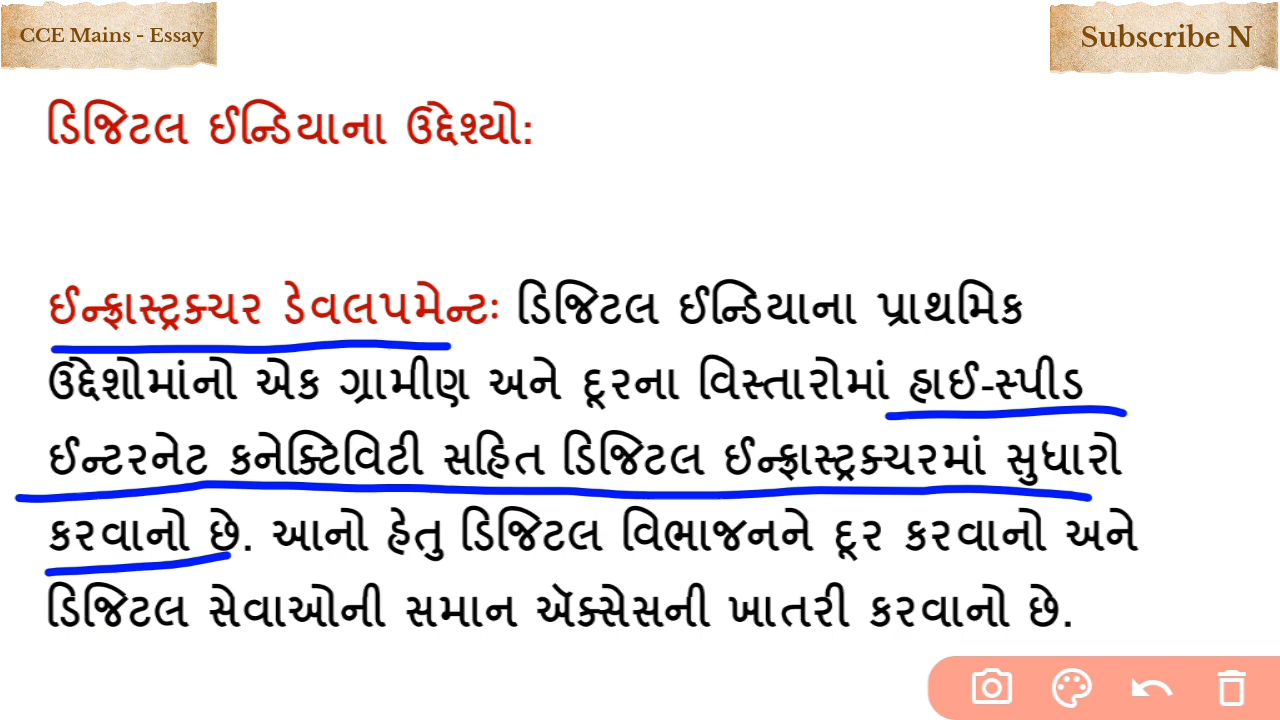 CCE Mains - Essay
Subscribe N
ડિજિટલ ઈન્ડિયાના ઉદ્દેશ્યો:
ઈન્ફ્રાસ્ટ્રક્ચર ડેવલપમેન્ટઃ ડિજિટલ ઈન્ડિયાના પ્રાથમિક
ઉદ્દેશોમાંનો એક ગ્રામીણ અને દૂરના વિસ્તારોમાં હાઈ-સ્પીડ
ઈન્ટરનેટ કનેક્ટિવિટી સહિત ડિજિટલ ઈન્ફ્રાસ્ટ્રક્ચરમાં સુધારો
કરવાનો છે. આનો હેતુ ડિજિટલ વિભાજનને દૂર કરવાનો અને
ડિજિટલ સેવાઓની સમાન ઍક્સેસની ખાતરી કરવાનો છે.